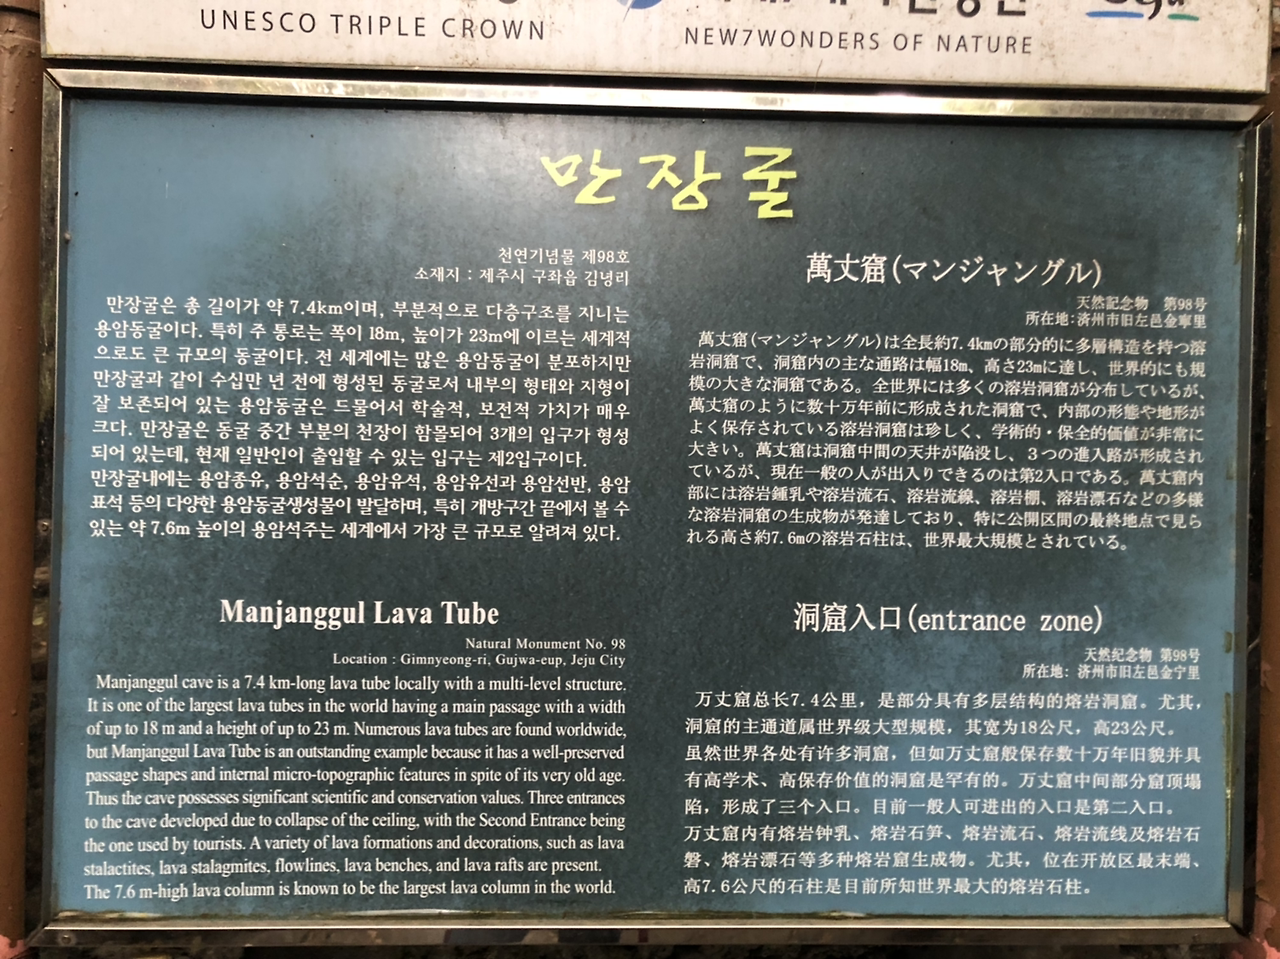 UNESCO TRIPLE CROWN
NEW7WONDERS OF NATURE
만장굴
천연기념물 제98호
소재지 : 제주시 구좌읍 김녕리
만장굴은 총 길이가 약 7.4km이며, 부분적으로 다층구조를 지니는
용암동굴이다. 특히 주 통로는 폭이 18m, 높이가 23m에 이르는 세계적
으로도 큰 규모의 동굴이다. 전 세계에는 많은 용암동굴이 분포하지만
만장굴과 같이 수십만 년 전에 형성된 동굴로서 내부의 형태와 지형이
잘 보존되어 있는 용암동굴은 드물어서 학술적, 보전적 가치가 매우
크다. 만장굴은 동굴 중간 부분의 천장이 함몰되어 3개의 입구가 형성
되어 있는데, 현재 일반인이 출입할 수 있는 입구는 제2입구이다.
만장굴내에는 용암종유, 용암석순, 용암유석, 용암유선과 용암선반, 용암
표석 등의 다양한 용암동굴생성물이 발달하며, 특히 개방구간 끝에서 볼 수
있는 약 7.6m 높이의 용암석주는 세계에서 가장 큰 규모로 알려져 있다.
萬丈窟(マンジャングル)
天然記念物 第98号
所在地：済州市旧左邑金寧里
萬丈窟(マンジャングル)は全長約7.4kmの部分的に多層構造を持つ溶
岩洞窟で、洞窟内の主な通路は幅18m、高さ23mに達し、世界的にも規
模の大きな洞窟である。全世界には多くの溶岩洞窟が分布しているが、
萬丈窟のように数十万年前に形成された洞窟で、内部の形態や地形が
よく保存されている溶岩洞窟は珍しく、学術的・保全的価値が非常に
大きい。萬丈窟は洞窟中間の天井が陥没し、３つの進入路が形成され
ているが、現在一般の人が出入りできるのは第2入口である。萬丈窟内
部には溶岩鍾乳や溶岩流石、溶岩流線、溶岩棚、溶岩漂石などの多様
な溶岩洞窟の生成物が発達しており、特に公開区間の最終地点で見ら
れる高さ約7.6mの溶岩石柱は、世界最大規模とされている。
Manjanggul Lava Tube
Natural Monument No. 98
Location : Gimnyeong-ri, Gujwa-eup, Jeju City
Manjanggul cave is a 7.4 km-long lava tube locally with a multi-level structure.
It is one of the largest lava tubes in the world having a main passage with a width
of up to 18 m and a height of up to 23 m. Numerous lava tubes are found worldwide,
but Manjanggul Lava Tube is an outstanding example because it has a well-preserved
passage shapes and internal micro-topographic features in spite of its very old age.
Thus the cave possesses significant scientific and conservation values. Three entrances
to the cave developed due to collapse of the ceiling, with the Second Entrance being
the one used by tourists. A variety of lava formations and decorations, such as lava
stalactites, lava stalagmites, flowlines, lava benches, and lava rafts are present.
The 7.6 m-high lava column is known to be the largest lava column in the world.
洞窟入口(entrance zone)
天然纪念物 第98号
所在地：济州市旧左邑金宁里
万丈窟总长7.4公里，是部分具有多层结构的熔岩洞窟。尤其，
洞窟的主通道属世界级大型规模，其宽为18公尺，高23公尺。
虽然世界各处有许多洞窟，但如万丈窟般保存数十万年旧貌并具
有高学术、高保存价值的洞窟是罕有的。万丈窟中间部分窟顶塌
陷，形成了三个入口。目前一般人可进出的入口是第二入口。
万丈窟内有熔岩钟乳、熔岩石笋、熔岩流石、熔岩流线及熔岩石
磐、熔岩漂石等多种熔岩窟生成物。尤其，位在开放区最末端、
高7.6公尺的石柱是目前所知世界最大的熔岩石柱。